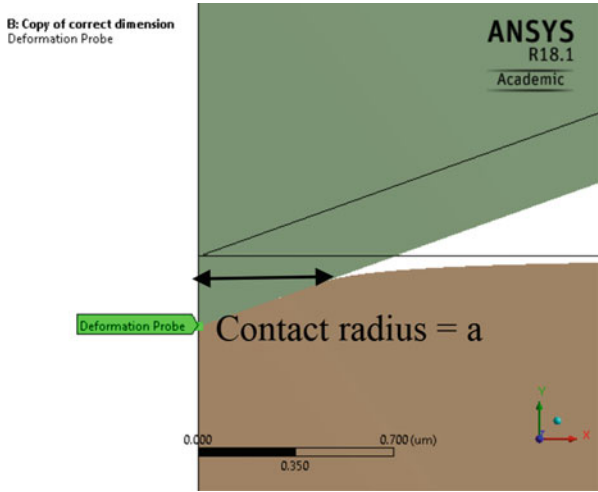 B: Copy of correct dimension
Deformation Probe
ANSYS
R18.1
Academic
Deformation Probe
Contact radius = a
0.000
0.700 (um)
0.350
Y
Z
X